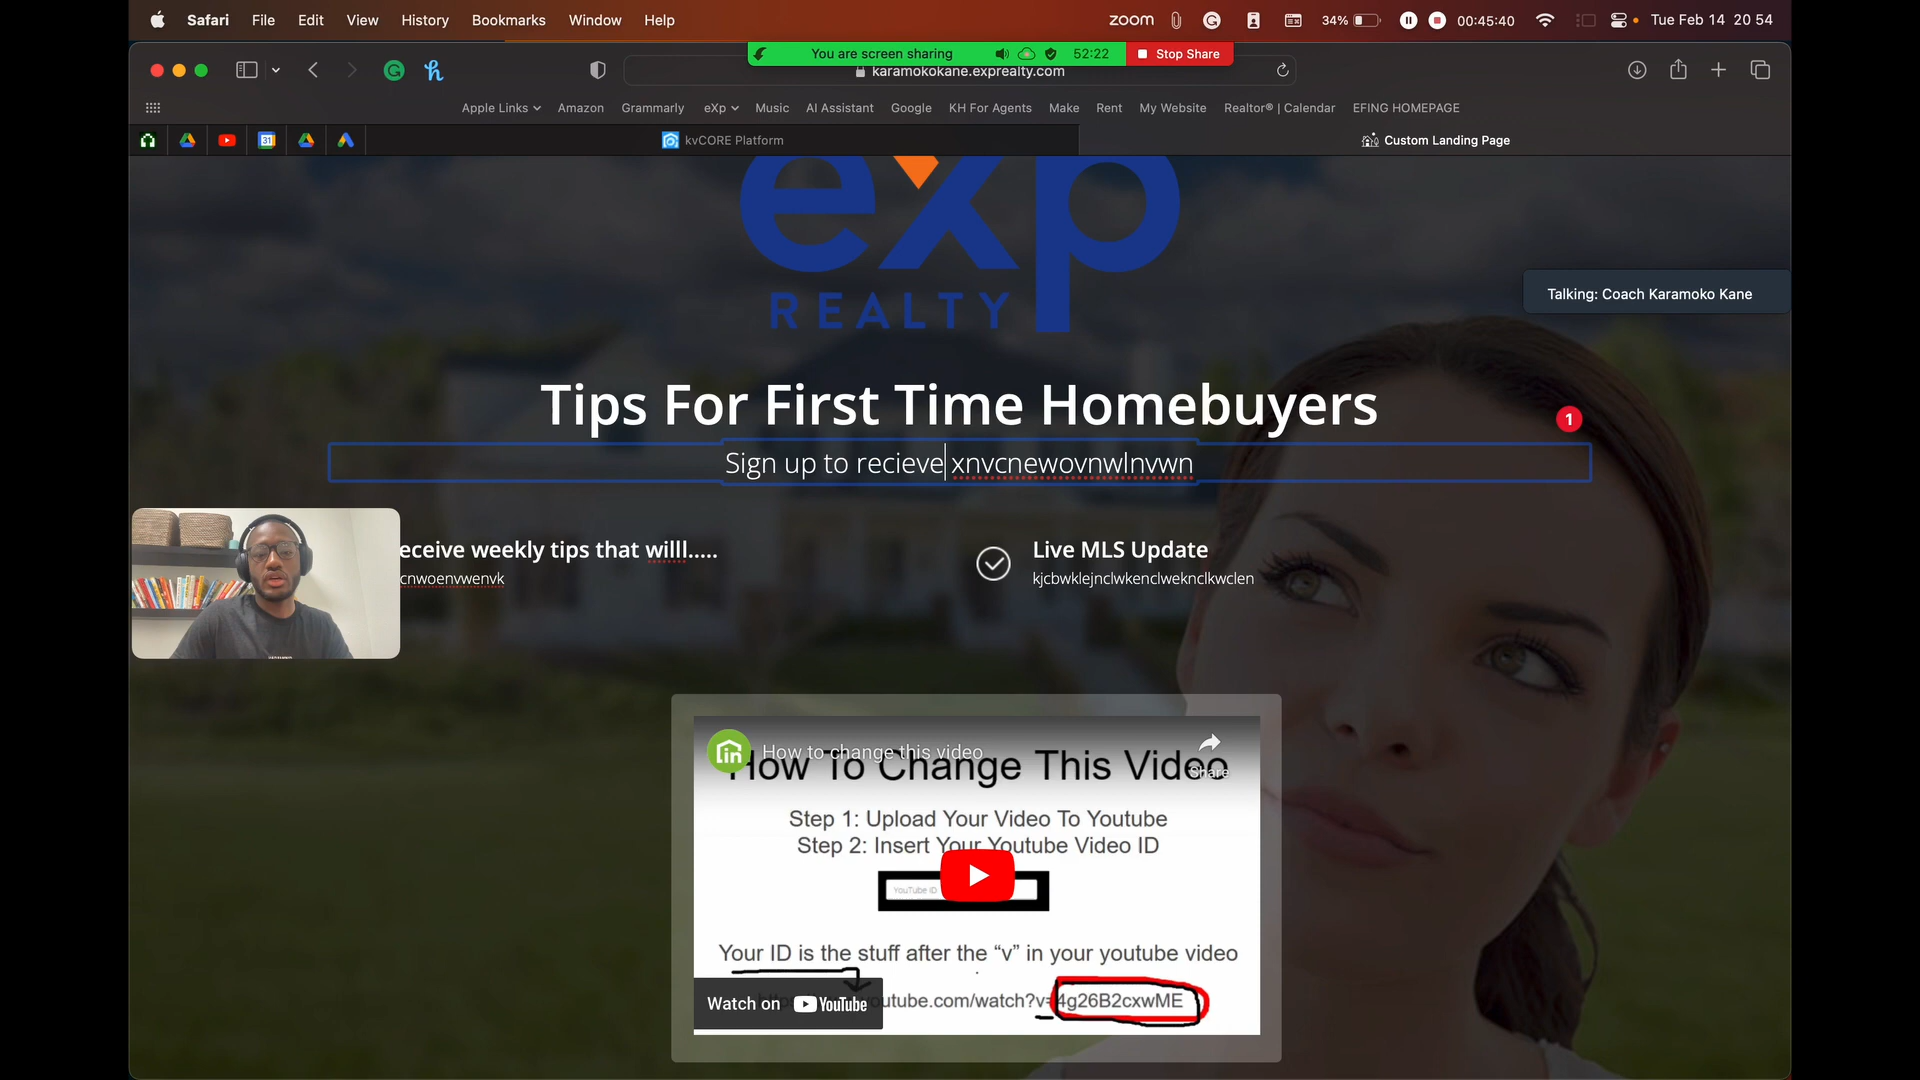 Safari File Edit View History Bookmarks Window Help zoom 34% 00:45:40 Tue Feb 14 20 54
You are screen sharing 52:22 Stop Share
karamokokane.exprealty.com
Apple Links Amazon Grammarly eXp Music AI Assistant Google KH For Agents Make Rent My Website Realtor® | Calendar EFING HOMEPAGE
31 kvCORE Platform Custom Landing Page
exp
REALTY
Talking: Coach Karamoko Kane
Tips For First Time Homebuyers
1
Sign up to recieve xnvcnewovnwlnvwn
eceive weekly tips that willl.....
cnwoenvwenvk
Live MLS Update
kjcbwklejnclwkenclweknclkwclen
How to change this video
How To Change This Video
Share
Step 1: Upload Your Video To Youtube
Step 2: Insert Your Youtube Video ID
YouTube ID
Your ID is the stuff after the “v” in your youtube video
Watch on YouTube
outube.com/watch?v=4g26B2cxwME